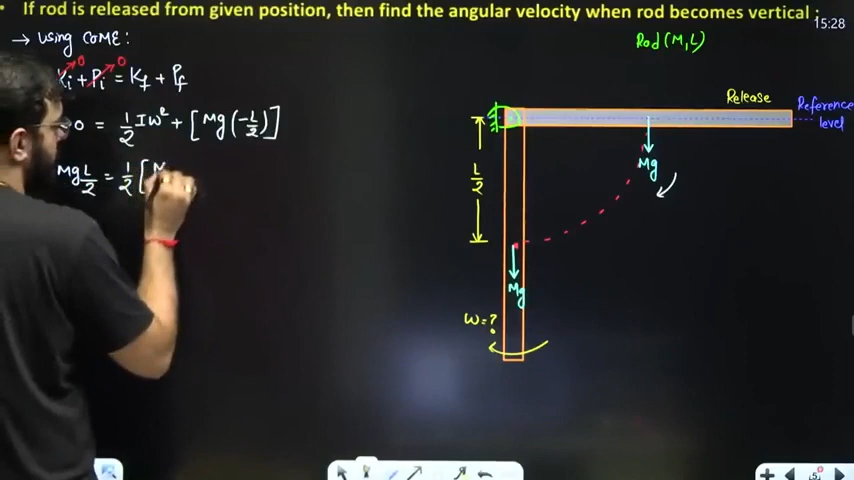 • If rod is released from given position, then find the angular velocity when rod becomes vertical :
15:28
→ Using COME:
Ki + Pi = Kf + Pf
0 0
0 = 1/2 Iω² + [Mg(-L/2)]
Mg L/2 = 1/2 [M
Rod (M, L)
Release
Reference level
L/2
Mg
Mg
ω=?